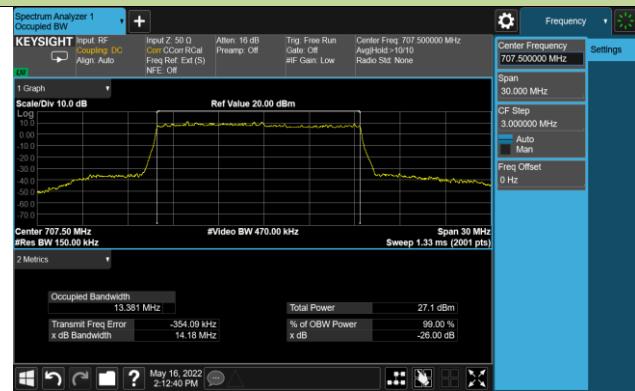 Spectrum Analyzer 1
Occupied BW
Frequency
KEYSIGHT
Input: RF
Coupling: DC
Align: Auto
Input Z: 50 Ω
Corr CCorr RCal
Freq Ref: Ext (S)
NFE: Off
Atten: 16 dB
Preamp: Off
Trig: Free Run
Gate: Off
#IF Gain: Low
Center Freq: 707.500000 MHz
Avg|Hold:>10/10
Radio Std: None
LXI
1 Graph
Scale/Div 10.0 dB
Ref Value 20.00 dBm
Log
10.0
0.00
-10.0
-20.0
-30.0
-40.0
-50.0
-60.0
-70.0
Center 707.50 MHz
#Video BW 470.00 kHz
Span 30 MHz
#Res BW 150.00 kHz
Sweep 1.33 ms (2001 pts)
2 Metrics
Occupied Bandwidth
13.381 MHz
Total Power 27.1 dBm
Transmit Freq Error -354.09 kHz
% of OBW Power 99.00 %
x dB Bandwidth 14.18 MHz
x dB -26.00 dB
Center Frequency
707.500000 MHz
Settings
Span
30.000 MHz
CF Step
3.000000 MHz
Auto
Man
Freq Offset
0 Hz
?
May 16, 2022
2:12:40 PM